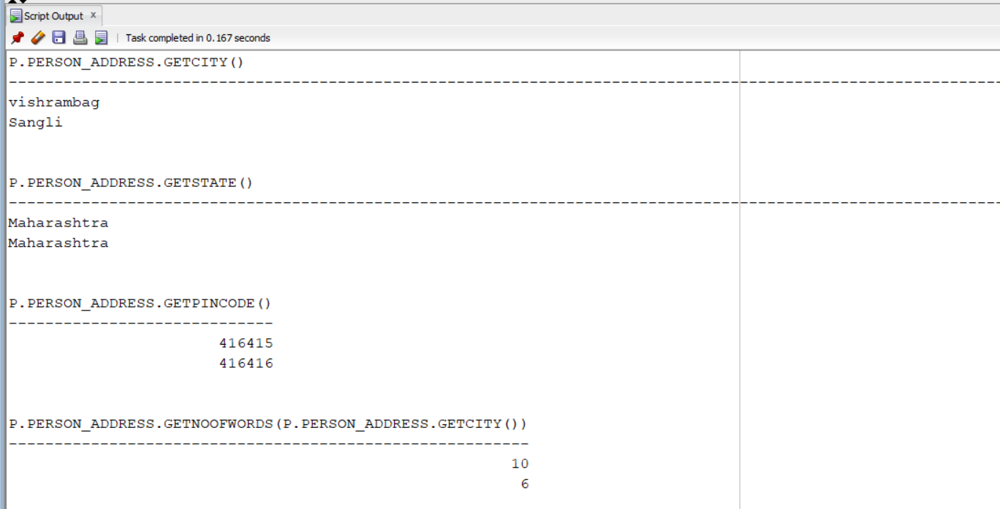 Script Output x
Task completed in 0.167 seconds
P.PERSON_ADDRESS.GETCITY()
--------------------------------------------------------------------------------------------------------------
vishrambag
Sangli
P.PERSON_ADDRESS.GETSTATE()
--------------------------------------------------------------------------------------------------------------
Maharashtra
Maharashtra
P.PERSON_ADDRESS.GETPINCODE()
-----------------------------
416415
416416
P.PERSON_ADDRESS.GETNOOFWORDS(P.PERSON_ADDRESS.GETCITY())
---------------------------------------------------------
10
6